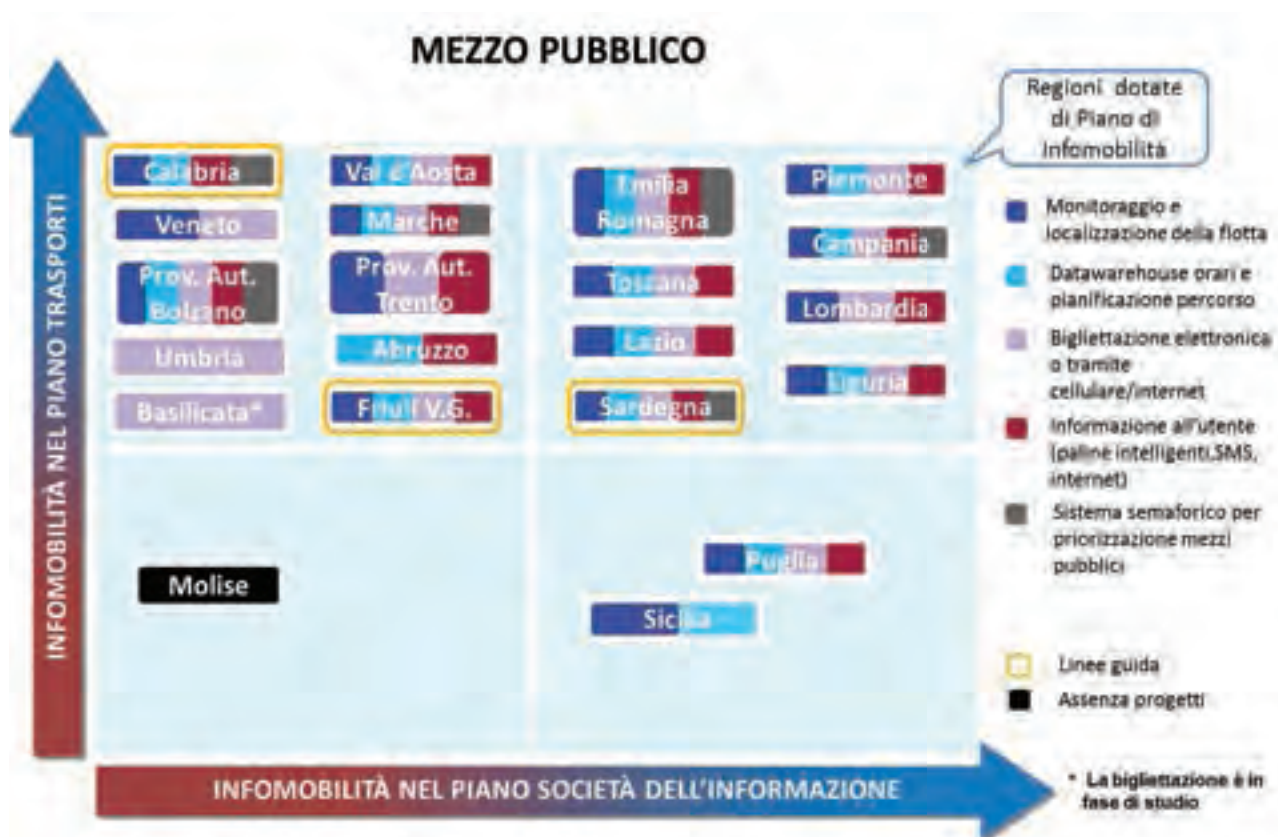 MEZZO PUBBLICO
INFOMOBILITÀ NEL PIANO TRASPORTI
Calabria
Veneto
Prov. Aut.
Bolzano
Umbria
Basilicata*
Val d'Aosta
Marche
Prov. Aut.
Trento
Abruzzo
Friuli V.G.
Emilia
Romagna
Toscana
Lazio
Sardegna
Piemonte
Campania
Lombardia
Liguria
Molise
Puglia
Sicilia
Regioni dotate
di Piano di
Infomobilità
Monitoraggio e
localizzazione della flotta
Datawarehouse orari e
pianificazione percorso
Bigliettazione elettronica
o tramite
cellulare/internet
Informazione all'utente
(paline intelligenti,SMS,
internet)
Sistema semaforico per
priorizzazione mezzi
pubblici
Linee guida
Assenza progetti
INFOMOBILITÀ NEL PIANO SOCIETÀ DELL'INFORMAZIONE
* La bigliettazione è in
fase di studio